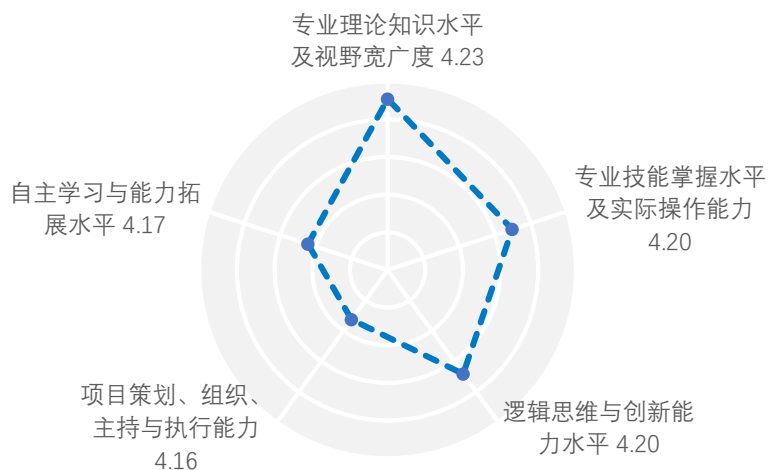 专业理论知识水平
及视野宽广度 4.23
专业技能掌握水平
及实际操作能力
4.20
逻辑思维与创新能
力水平 4.20
项目策划、组织、
主持与执行能力
4.16
自主学习与能力拓
展水平 4.17